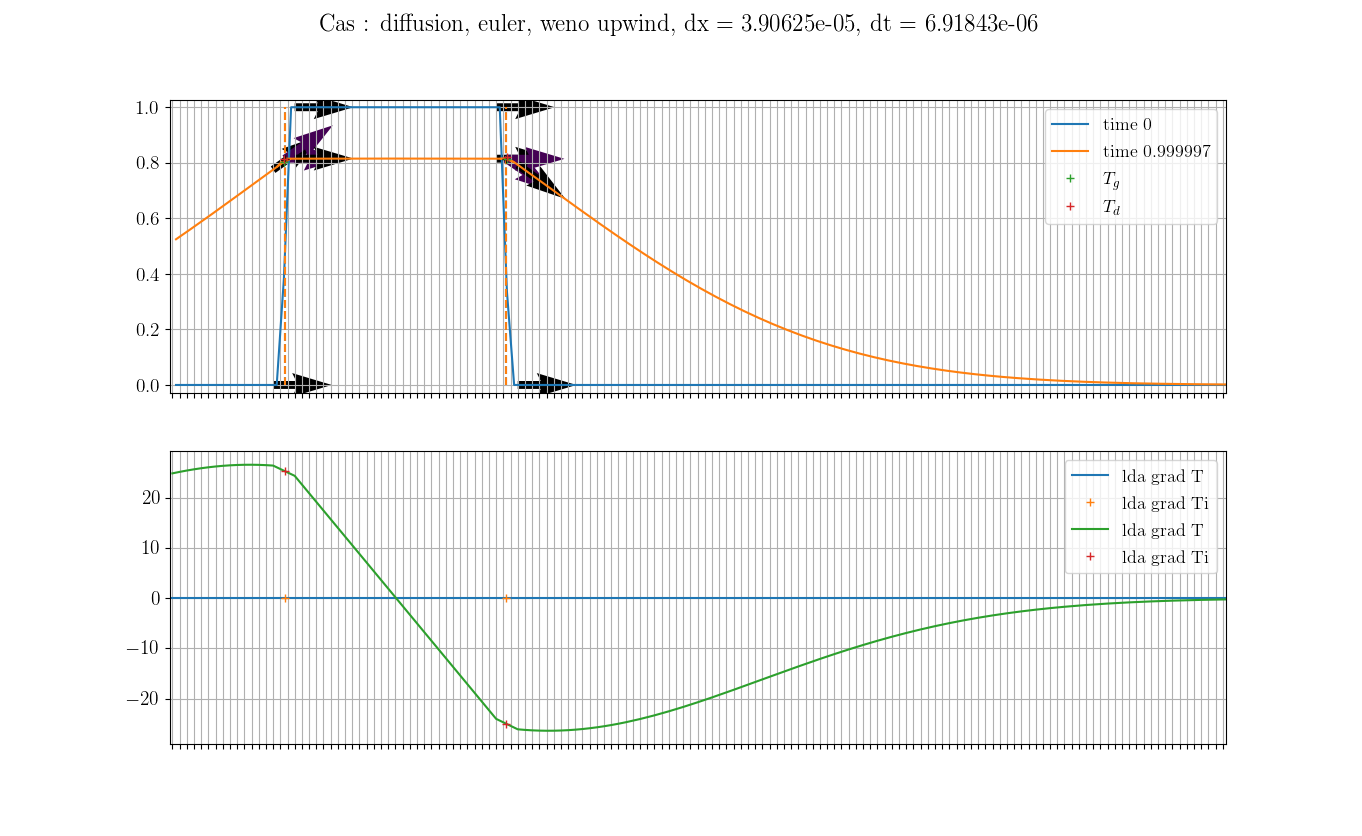 Cas : diffusion, euler, weno upwind, dx = 3.90625e-05, dt = 6.91843e-06
1.0
0.8
0.6
0.4
0.2
0.0
time 0
time 0.999997
T_g
T_d
20
10
0
−10
−20
lda grad T
lda grad Ti
lda grad T
lda grad Ti